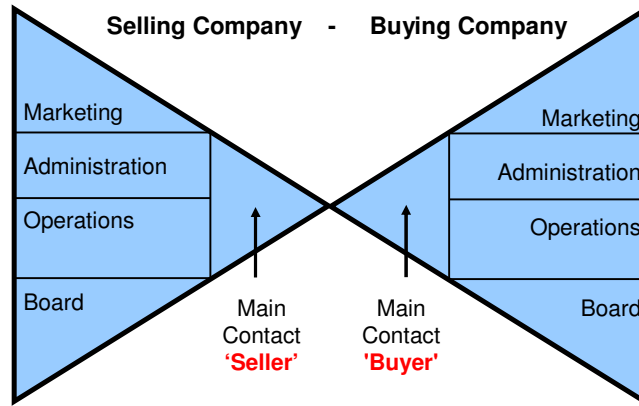 Selling Company - Buying Company
Marketing
Administration
Operations
Board
Marketing
Administration
Operations
Board
Main
Contact
‘Seller’
Main
Contact
'Buyer'